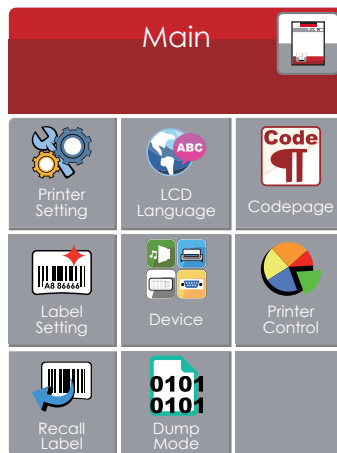 Main
Code
ABC
Printer
Setting
LCD
Language
Codepage
A8 86666
Label
Setting
Device
Printer
Control
Recall
Label
0101
0101
Dump
Mode